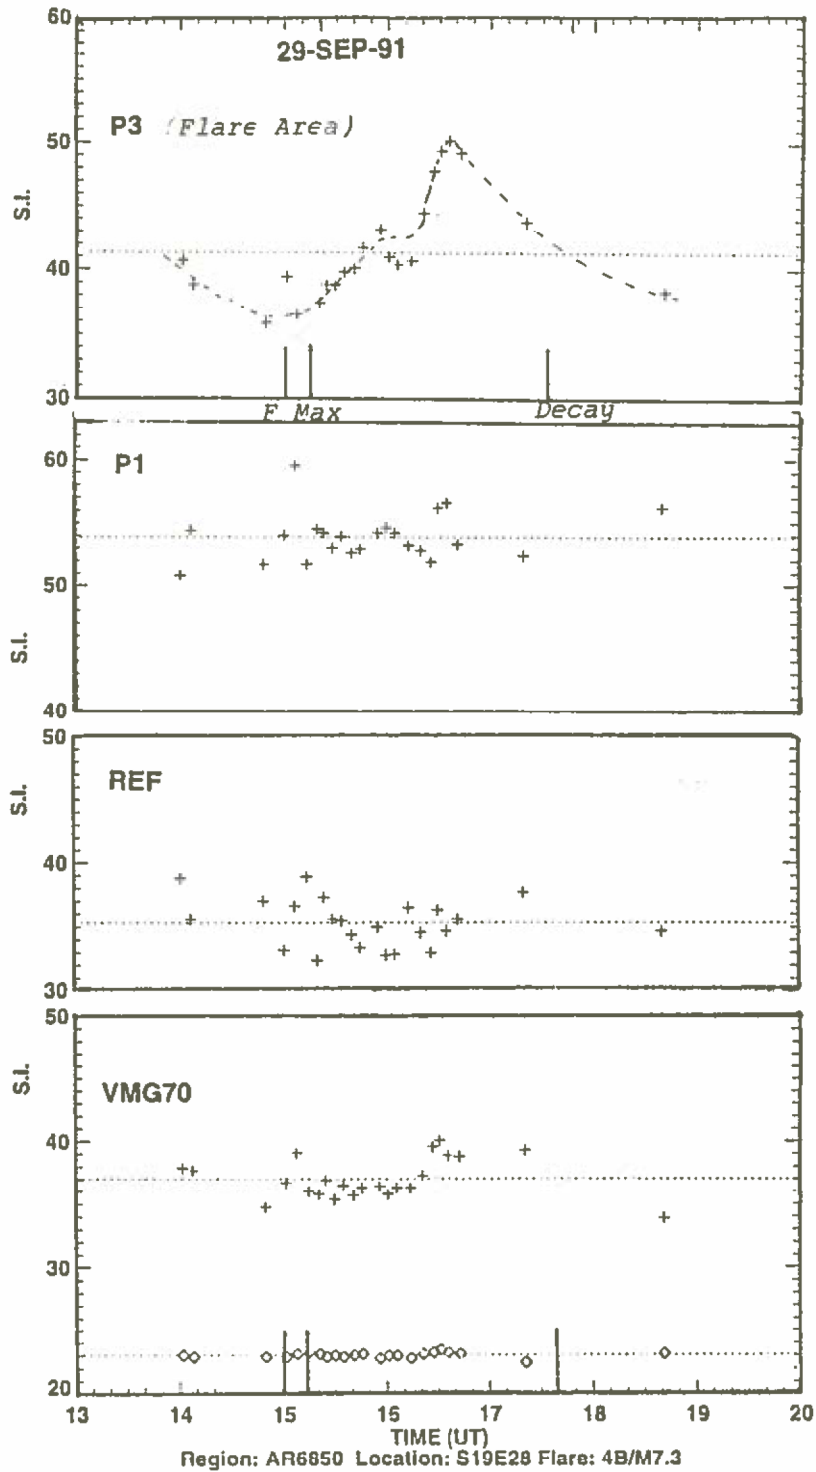 60
29-SEP-91
P3 (Flare Area)
50
S.I.
40
30
F Max Decay
60
P1
50
S.I.
40
50
REF
S.I.
40
30
50
S.I.
VMG70
40
30
20
13 14 15 16 17 18 19 20
TIME (UT)
Region: AR6850 Location: S19E28 Flare: 4B/M7.3